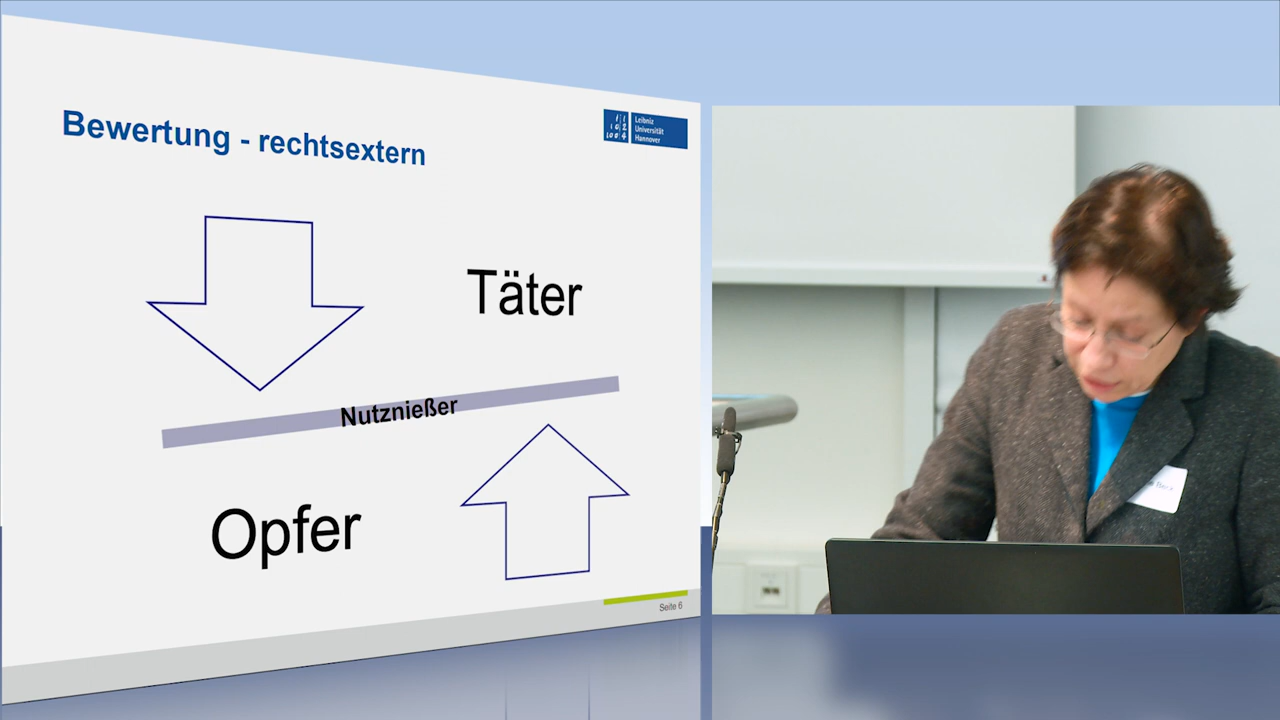 Bewertung - rechtsextern
Leibniz
Universität
Hannover
Täter
Nutznießer
Opfer
Seite 6